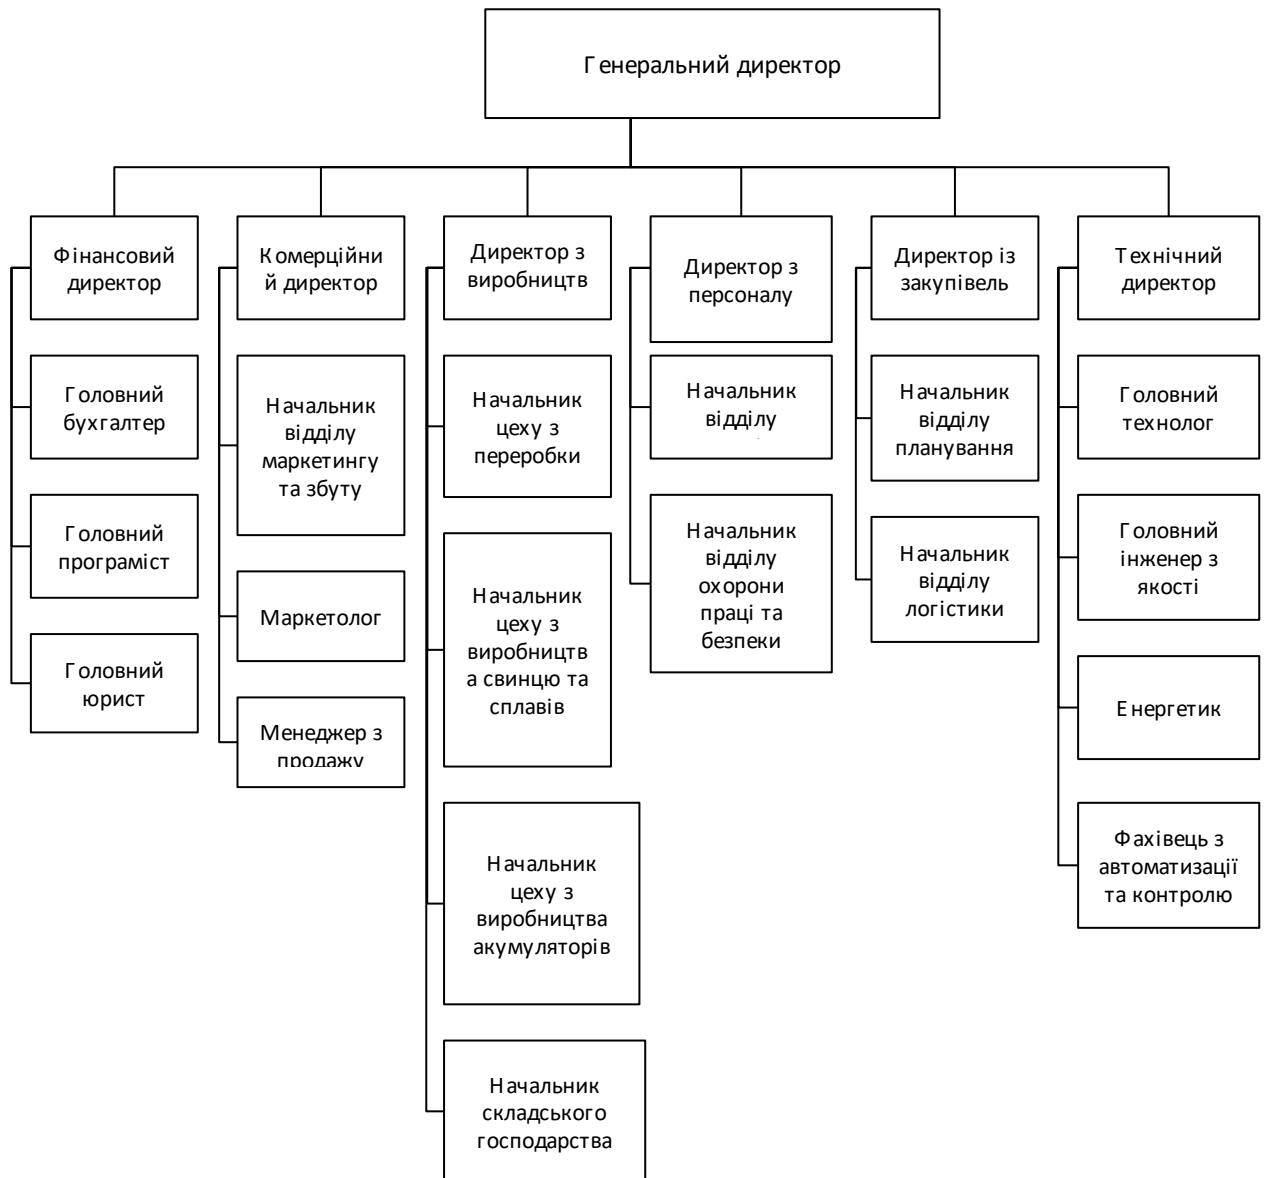 Генеральний директор
Фінансовий
директор
Комерційни
й директор
Директор з
виробництв
Директор з
персоналу
Директор із
закупівель
Технічний
директор
Головний
бухгалтер
Головний
програміст
Головний
юрист
Начальник
відділу
маркетингу
та збуту
Маркетолог
Менеджер з
продажу
Начальник
цеху з
переробки
Начальник
цеху з
виробництв
а свинцю та
сплавів
Начальник
цеху з
виробництва
акумуляторів
Начальник
складського
господарства
Начальник
відділу
Начальник
відділу
охорони
праці та
безпеки
Начальник
відділу
планування
Начальник
відділу
логістики
Головний
технолог
Головний
інженер з
якості
Енергетик
Фахівець з
автоматизації
та контролю